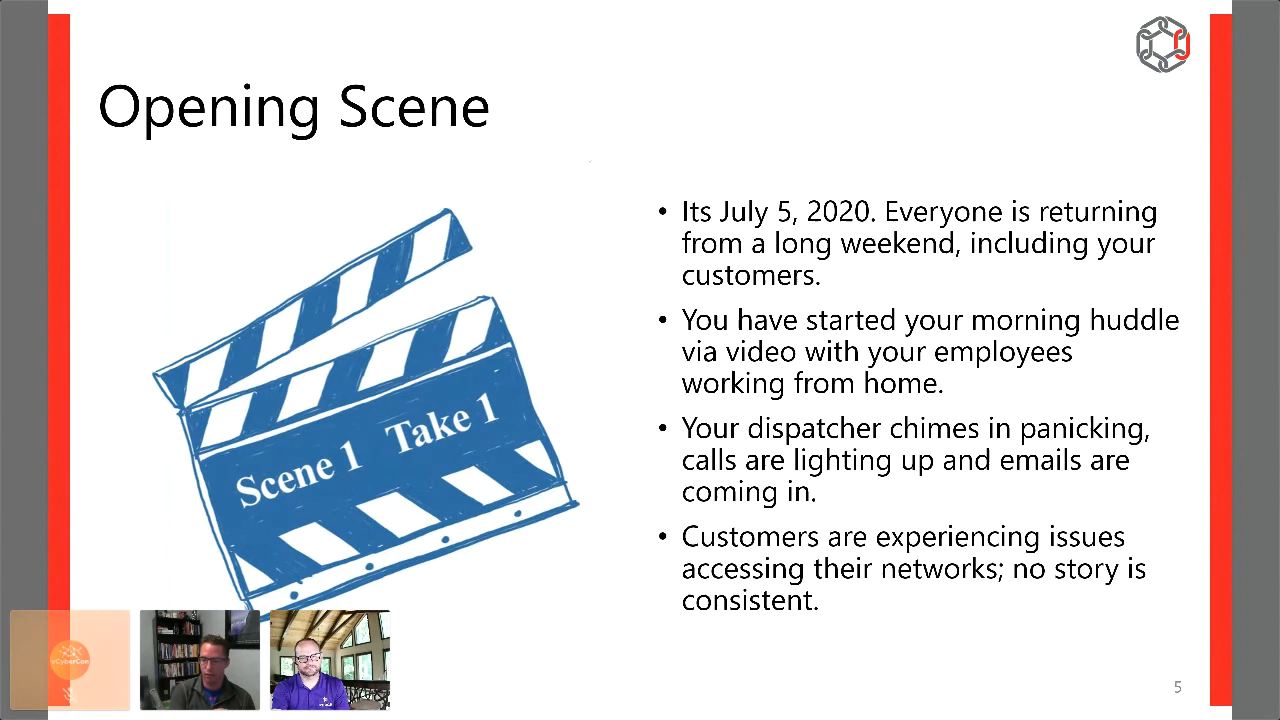 Opening Scene
Scene 1 Take 1
• Its July 5, 2020. Everyone is returning
from a long weekend, including your
customers.
• You have started your morning huddle
via video with your employees
working from home.
• Your dispatcher chimes in panicking,
calls are lighting up and emails are
coming in.
• Customers are experiencing issues
accessing their networks; no story is
consistent.
CyberCon
5